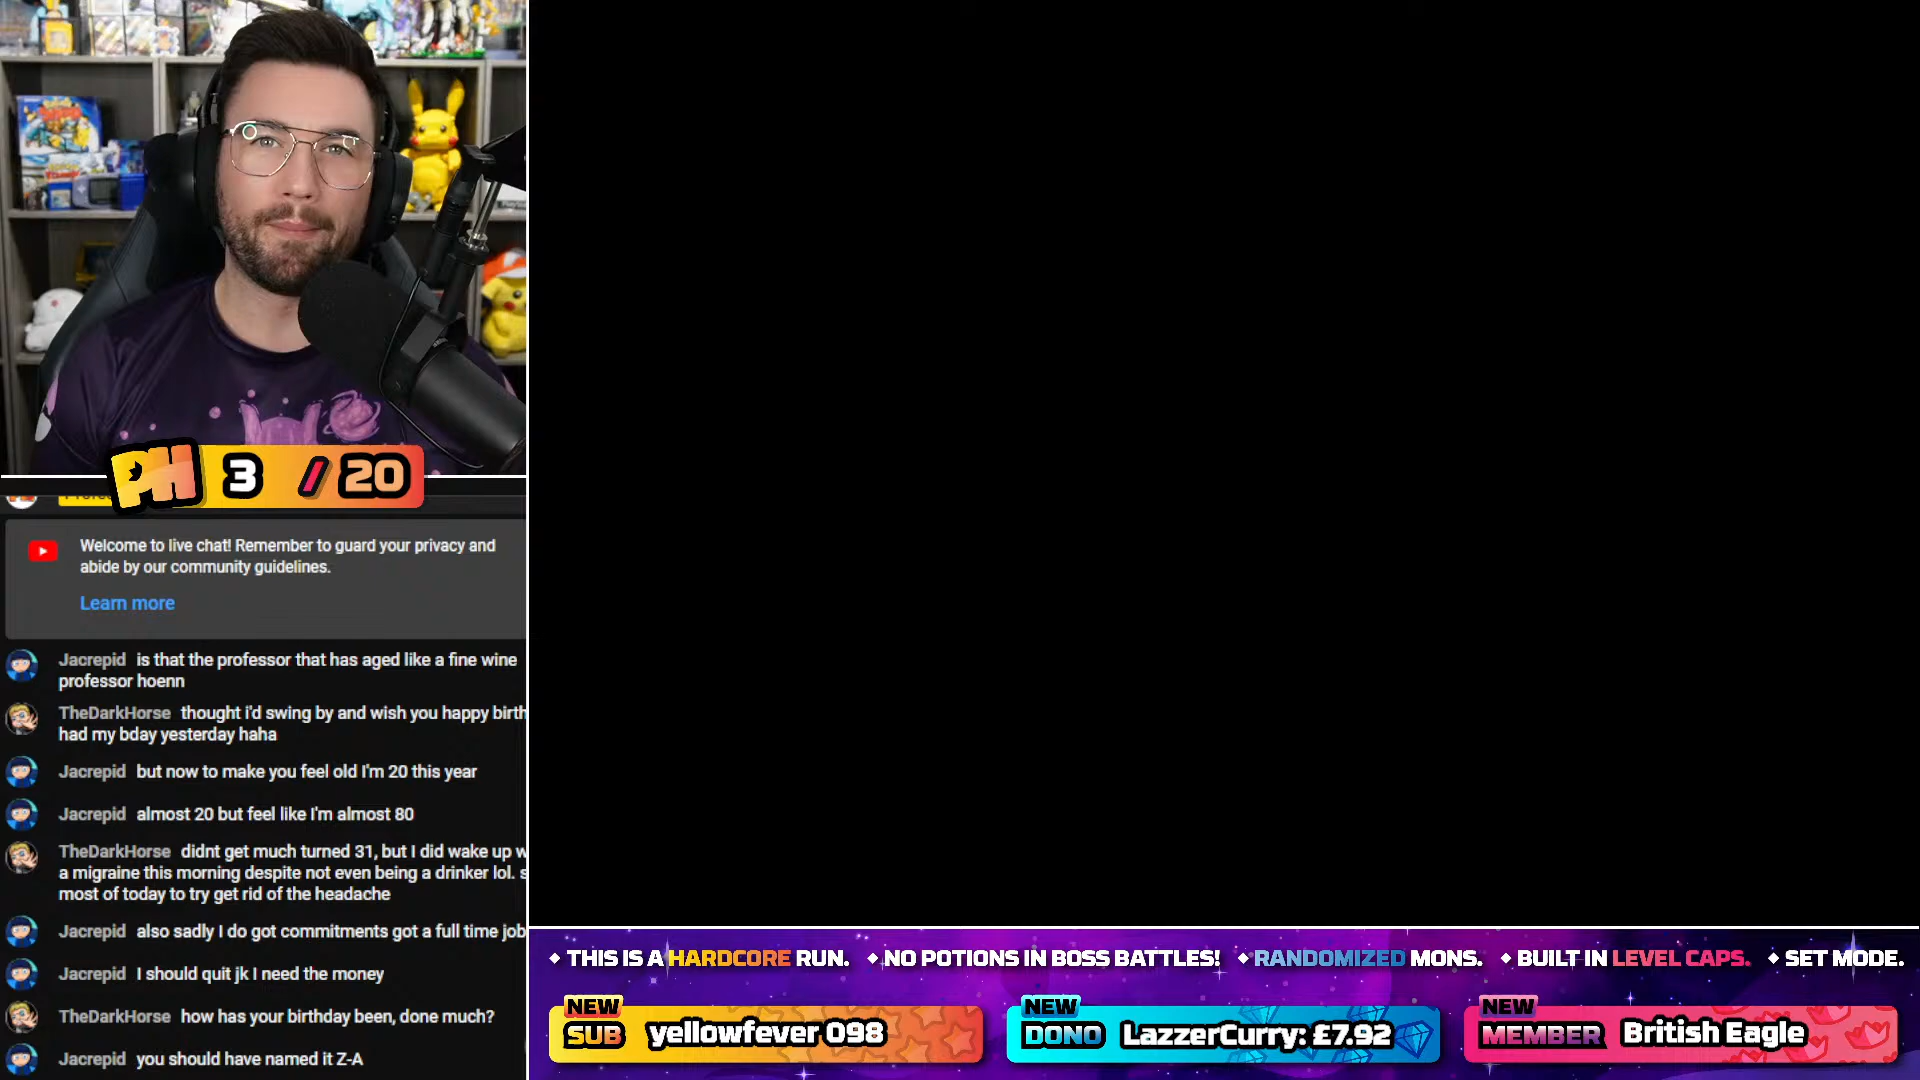 PH 3 / 20
Welcome to live chat! Remember to guard your privacy and
abide by our community guidelines.
Learn more
Jacrepid is that the professor that has aged like a fine wine
professor hoenn
TheDarkHorse thought i'd swing by and wish you happy birth
had my bday yesterday haha
Jacrepid but now to make you feel old I'm 20 this year
Jacrepid almost 20 but feel like I'm almost 80
TheDarkHorse didnt get much turned 31, but I did wake up w
a migraine this morning despite not even being a drinker lol. s
most of today to try get rid of the headache
Jacrepid also sadly I do got commitments got a full time job
Jacrepid I should quit jk I need the money
TheDarkHorse how has your birthday been, done much?
Jacrepid you should have named it Z-A
THIS IS A HARDCORE RUN. NO POTIONS IN BOSS BATTLES! RANDOMIZED MONS. BUILT IN LEVEL CAPS. SET MODE.
NEW SUB yellowfever 098
NEW DONO LazzerCurry: £7.92
NEW MEMBER British Eagle